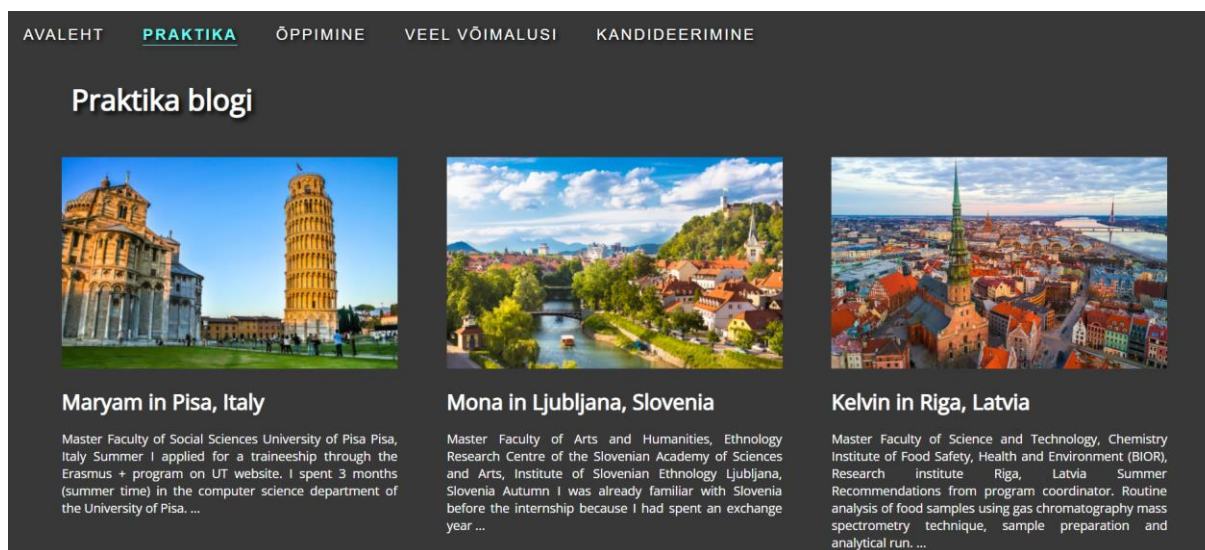 AVALEHT PRAKTIKA ÕPPIMINE VEEL VÕIMALUSI KANDIDEERIMINE
Praktika blogi
Maryam in Pisa, Italy
Master Faculty of Social Sciences University of Pisa Pisa,
Italy Summer I applied for a traineeship through the
Erasmus + program on UT website. I spent 3 months
(summer time) in the computer science department of
the University of Pisa. ...
Mona in Ljubljana, Slovenia
Master Faculty of Arts and Humanities, Ethnology
Research Centre of the Slovenian Academy of Sciences
and Arts, Institute of Slovenian Ethnology Ljubljana,
Slovenia Autumn I was already familiar with Slovenia
before the internship because I had spent an exchange
year ...
Kelvin in Riga, Latvia
Master Faculty of Science and Technology, Chemistry
Institute of Food Safety, Health and Environment (BIOR),
Research institute Riga, Latvia Summer
Recommendations from program coordinator. Routine
analysis of food samples using gas chromatography mass
spectrometry technique, sample preparation and
analytical run. ...